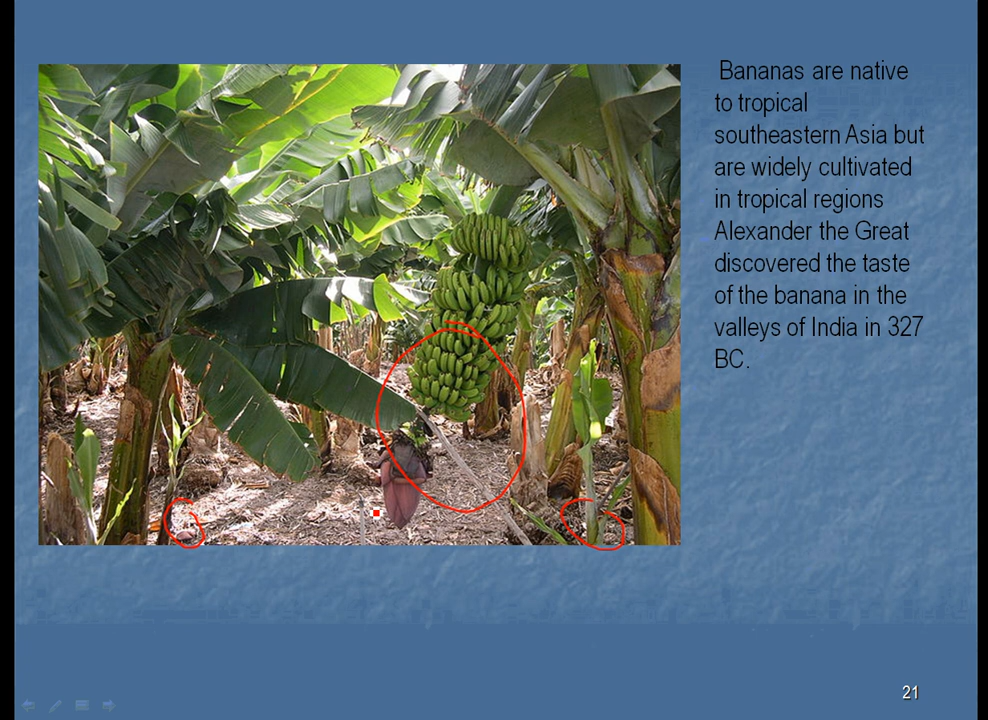 Bananas are native
to tropical
southeastern Asia but
are widely cultivated
in tropical regions
Alexander the Great
discovered the taste
of the banana in the
valleys of India in 327
BC.
21